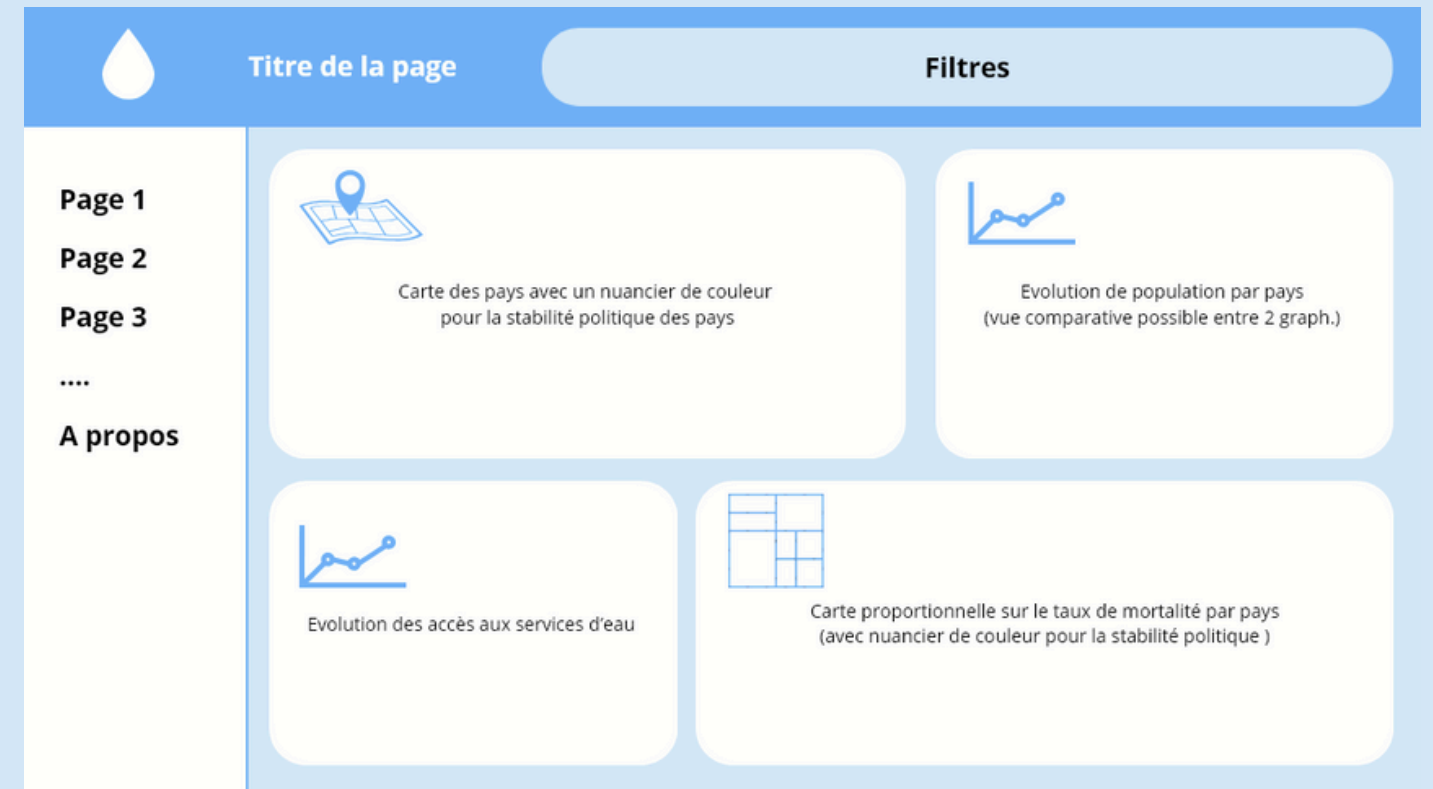 Titre de la page
Filtres
Page 1
Page 2
Page 3
....
A propos
Carte des pays avec un nuancier de couleur
pour la stabilité politique des pays
Evolution de population par pays
(vue comparative possible entre 2 graph.)
Evolution des accès aux services d'eau
Carte proportionnelle sur le taux de mortalité par pays
(avec nuancier de couleur pour la stabilité politique )